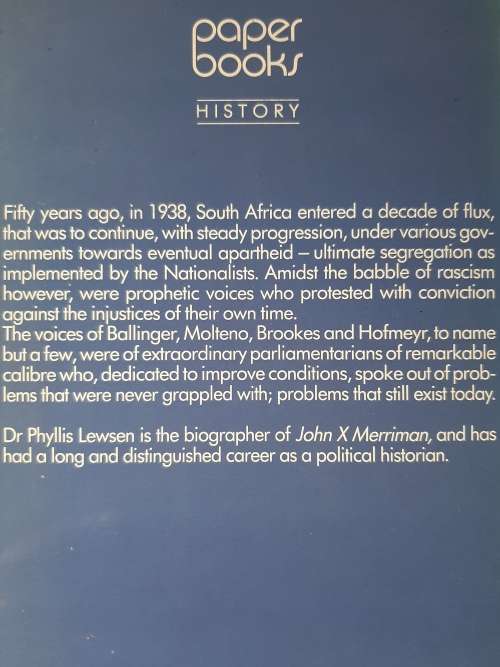 paper
books
HISTORY
Fifty years ago, in 1938, South Africa entered a decade of flux,
that was to continue, with steady progression, under various gov-
ernments towards eventual apartheid – ultimate segregation as
implemented by the Nationalists. Amidst the babble of rascism
however, were prophetic voices who protested with conviction
against the injustices of their own time.
The voices of Ballinger, Molteno, Brookes and Hofmeyr, to name
but a few, were of extraordinary parliamentarians of remarkable
calibre who, dedicated to improve conditions, spoke out of prob-
lems that were never grappled with; problems that still exist today.
Dr Phyllis Lewsen is the biographer of John X Merriman, and has
had a long and distinguished career as a political historian.